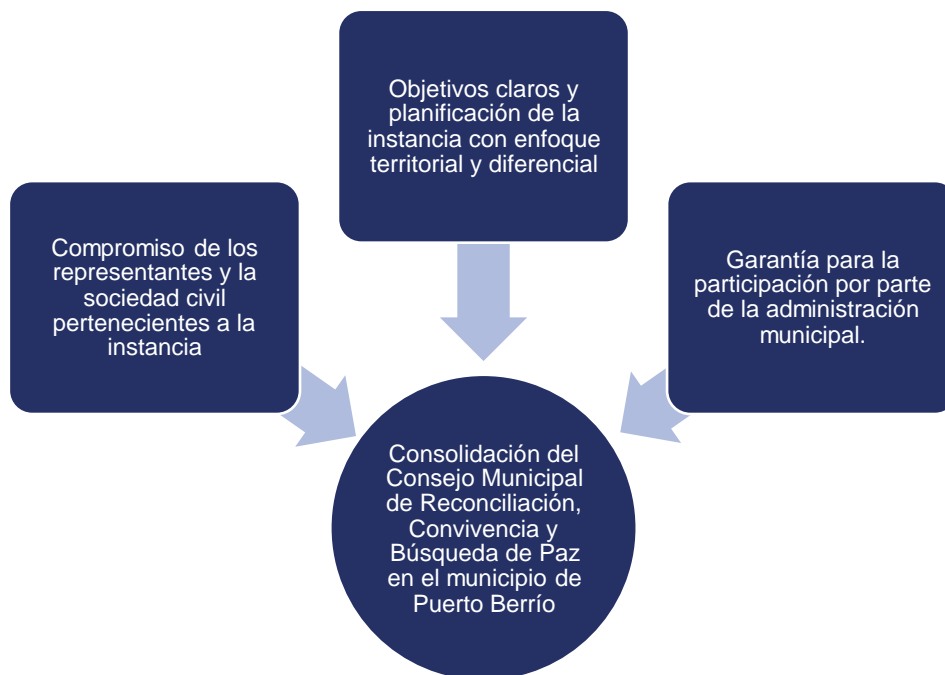 Objetivos claros y
planificación de la
instancia con enfoque
territorial y diferencial
Compromiso de los
representantes y la
sociedad civil
pertenecientes a la
instancia
Garantía para la
participación por parte
de la administración
municipal.
Consolidación del
Consejo Municipal
de Reconciliación,
Convivencia y
Búsqueda de Paz
en el municipio de
Puerto Berrío